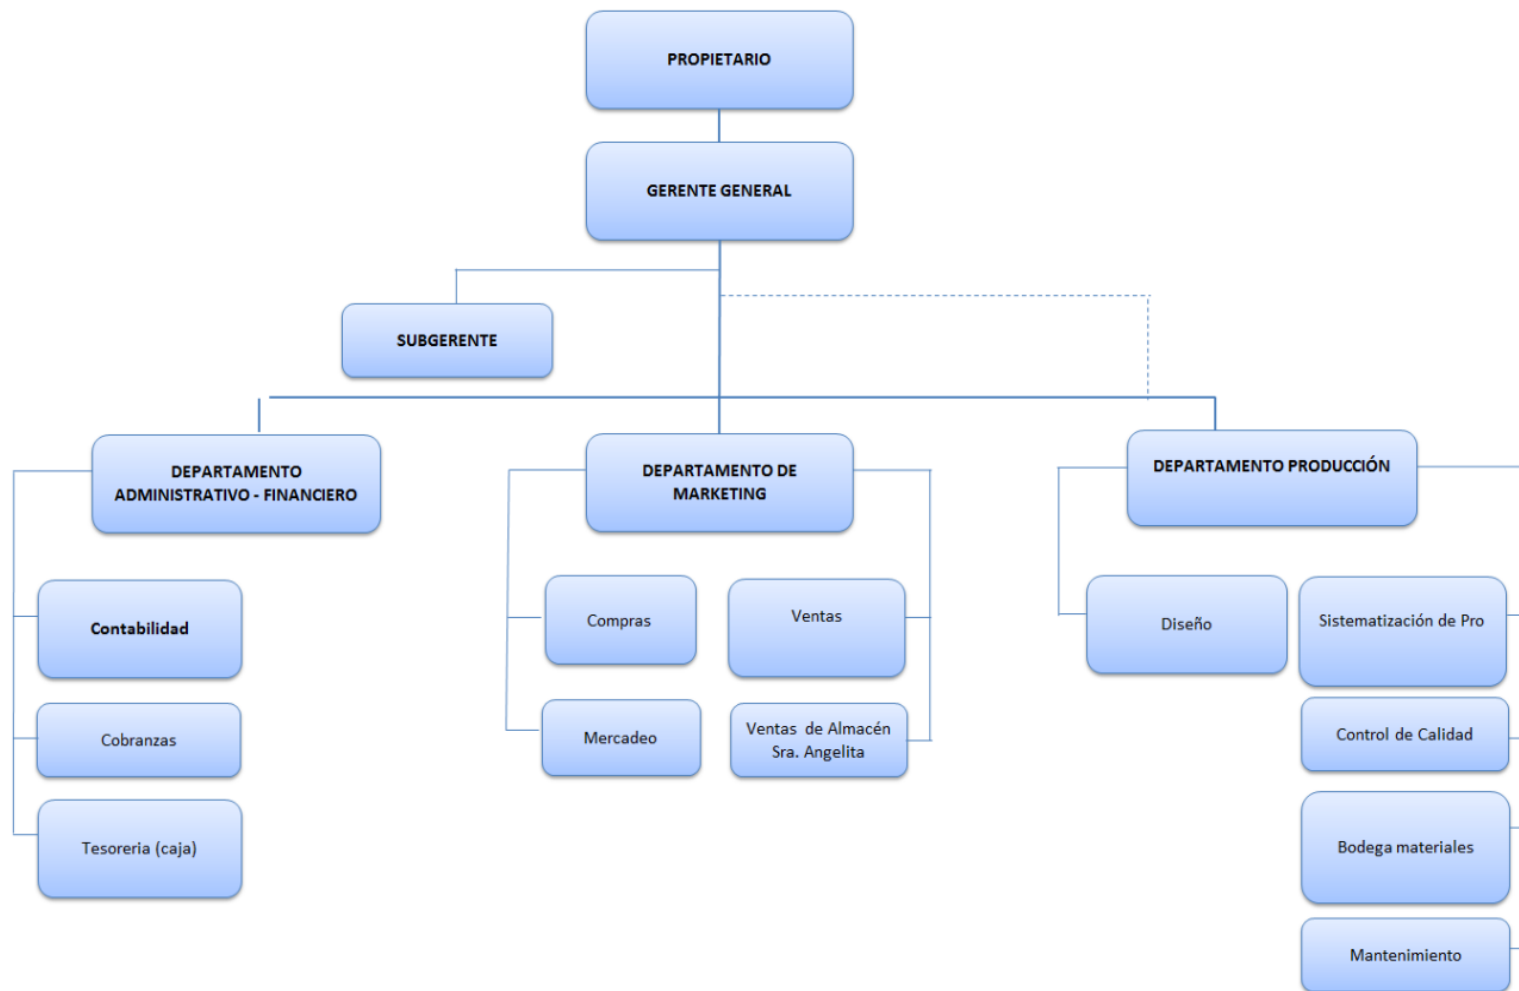 PROPIETARIO
GERENTE GENERAL
SUBGERENTE
DEPARTAMENTO
ADMINISTRATIVO - FINANCIERO
DEPARTAMENTO DE
MARKETING
DEPARTAMENTO PRODUCCIÓN
Contabilidad
Cobranzas
Tesoreria (caja)
Compras
Ventas
Mercadeo
Ventas de Almacén
Sra. Angelita
Diseño
Sistematización de Pro
Control de Calidad
Bodega materiales
Mantenimiento